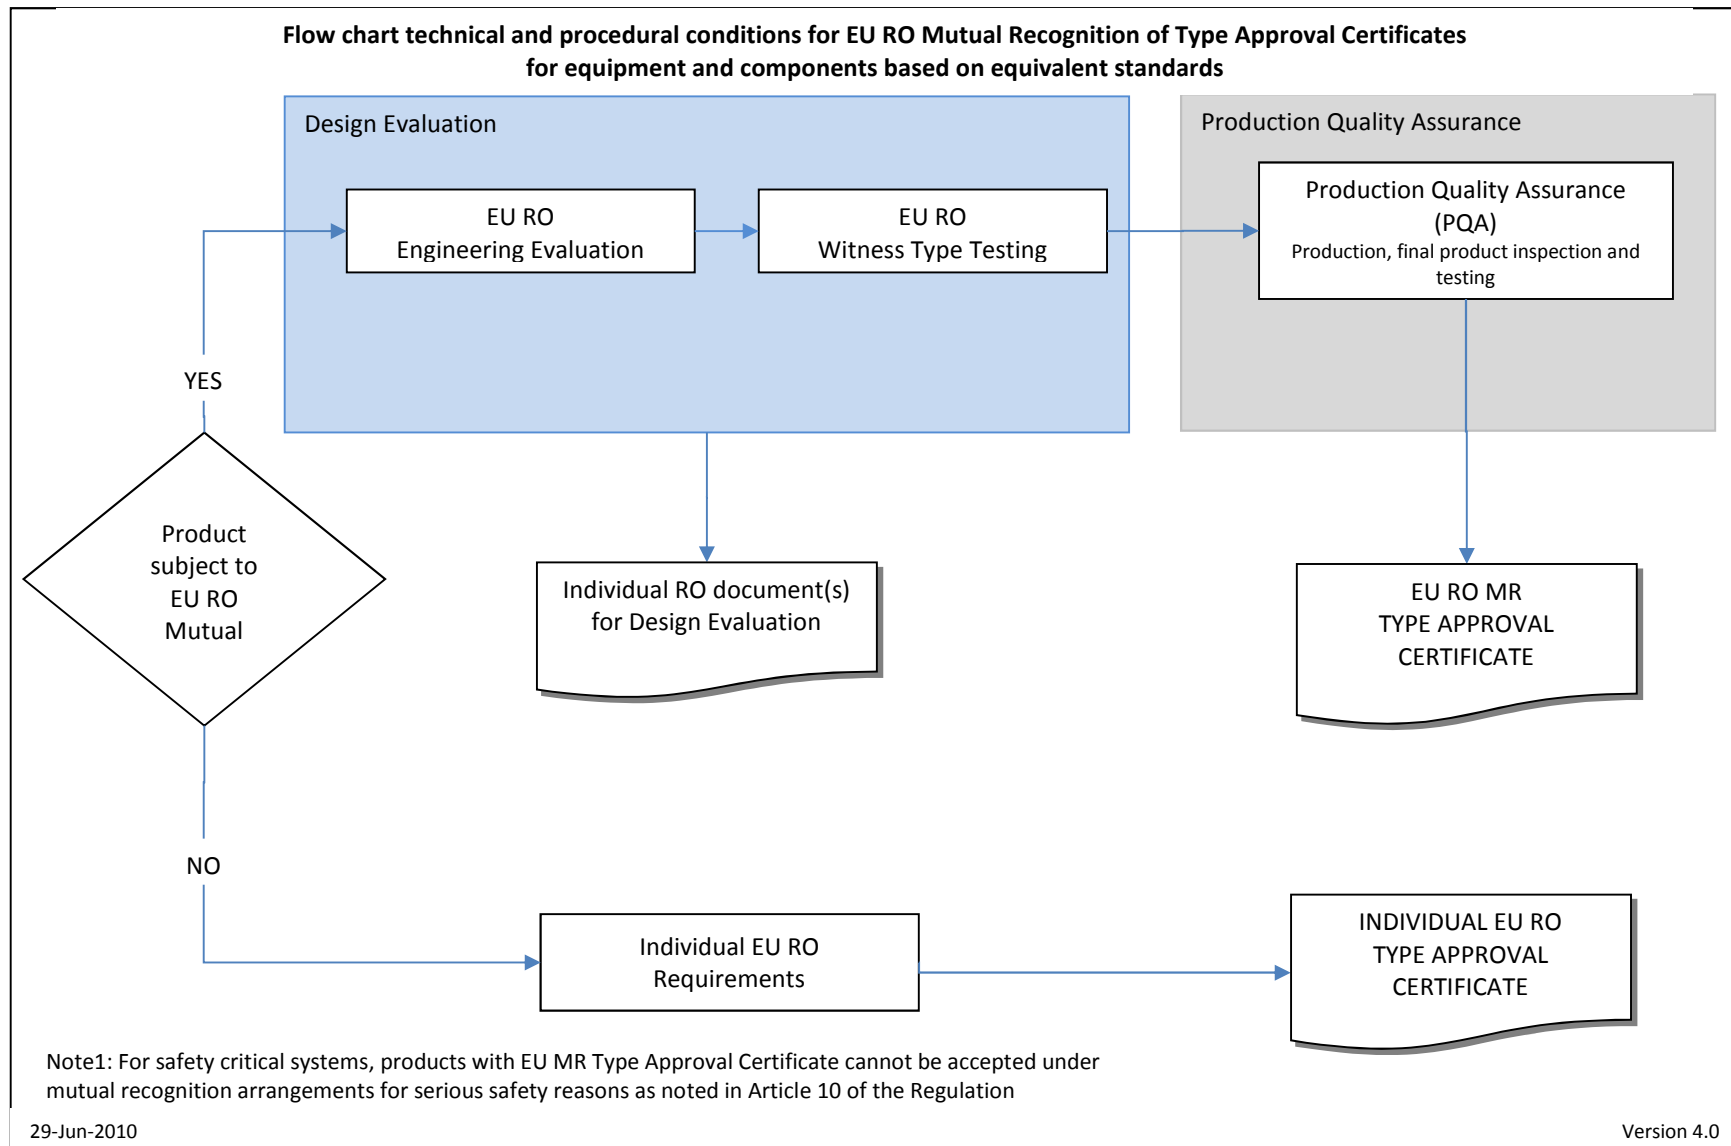 Flow chart technical and procedural conditions for EU RO Mutual Recognition of Type Approval Certificates
for equipment and components based on equivalent standards
Design Evaluation
Production Quality Assurance
EU RO
Engineering Evaluation
EU RO
Witness Type Testing
Production Quality Assurance
(PQA)
Production, final product inspection and
testing
YES
Product
subject to
EU RO
Mutual
Individual RO document(s)
for Design Evaluation
EU RO MR
TYPE APPROVAL
CERTIFICATE
NO
Individual EU RO
Requirements
INDIVIDUAL EU RO
TYPE APPROVAL
CERTIFICATE
Note1: For safety critical systems, products with EU MR Type Approval Certificate cannot be accepted under
mutual recognition arrangements for serious safety reasons as noted in Article 10 of the Regulation
29-Jun-2010
Version 4.0